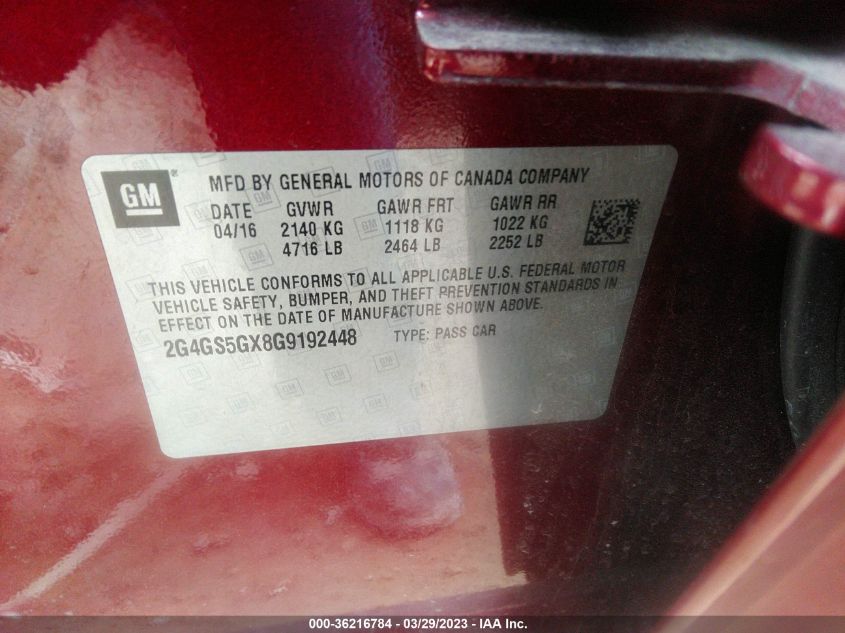 GM
MFD BY GENERAL MOTORS OF CANADA COMPANY
DATE GVWR GAWR FRT GAWR RR
04/16 2140 KG 1118 KG 1022 KG
4716 LB 2464 LB 2252 LB
THIS VEHICLE CONFORMS TO ALL APPLICABLE U.S. FEDERAL MOTOR
VEHICLE SAFETY, BUMPER, AND THEFT PREVENTION STANDARDS IN
EFFECT ON THE DATE OF MANUFACTURE SHOWN ABOVE.
2G4GS5GX8G9192448 TYPE: PASS CAR
000-36216784 — 03/29/2023 - IAA Inc.